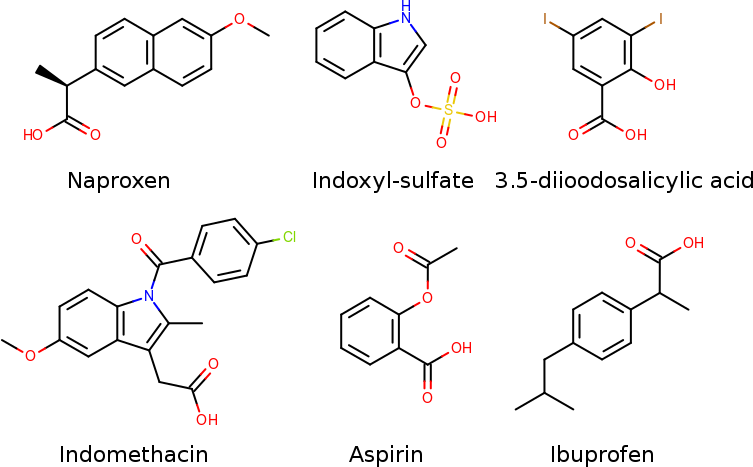 O
HO
O
H
N
O
O
S
OH
O
I
I
OH
O
OH
Naproxen
Indoxyl-sulfate
3.5-diioodosalicylic acid
O
Cl
N
O
O
OH
O
O
OH
O
O
OH
Indomethacin
Aspirin
Ibuprofen